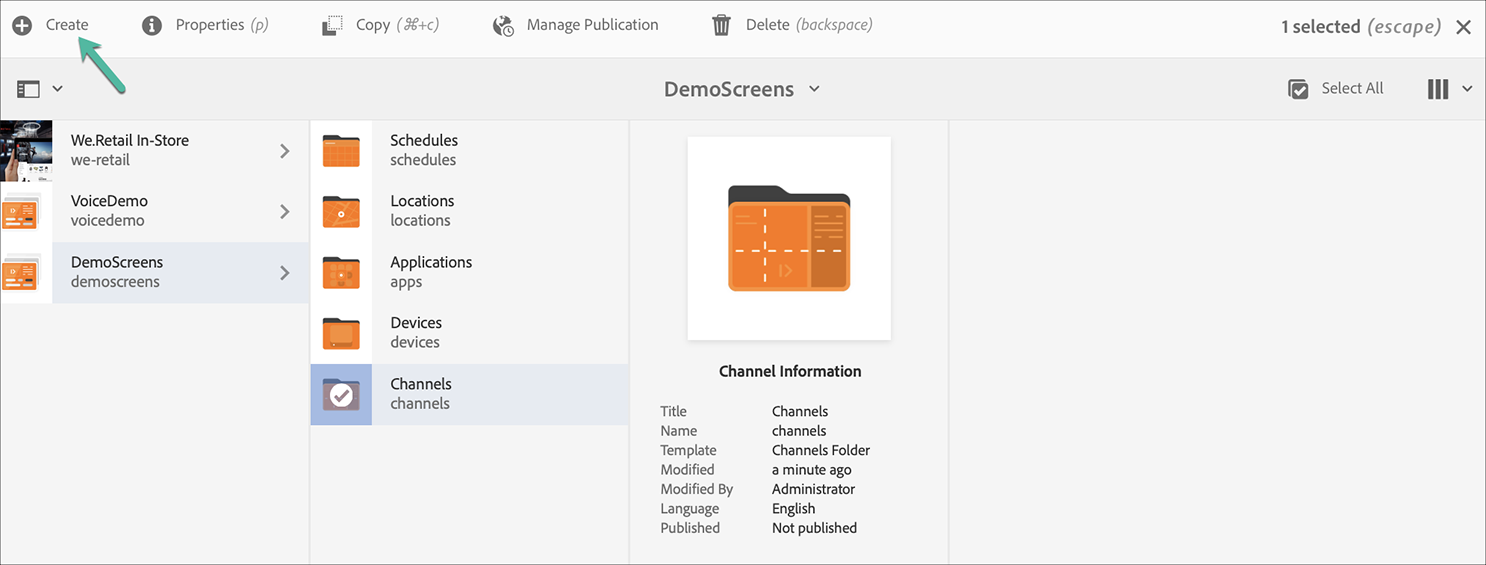 Create
Properties (p)
Copy (⌘+c)
Manage Publication
Delete (backspace)
1 selected (escape)
DemoScreens
Select All
We.Retail In-Store
we-retail
VoiceDemo
voicedemo
DemoScreens
demoscreens
Schedules
schedules
Locations
locations
Applications
apps
Devices
devices
Channels
channels
Channel Information
Title Channels
Name channels
Template Channels Folder
Modified a minute ago
Modified By Administrator
Language English
Published Not published